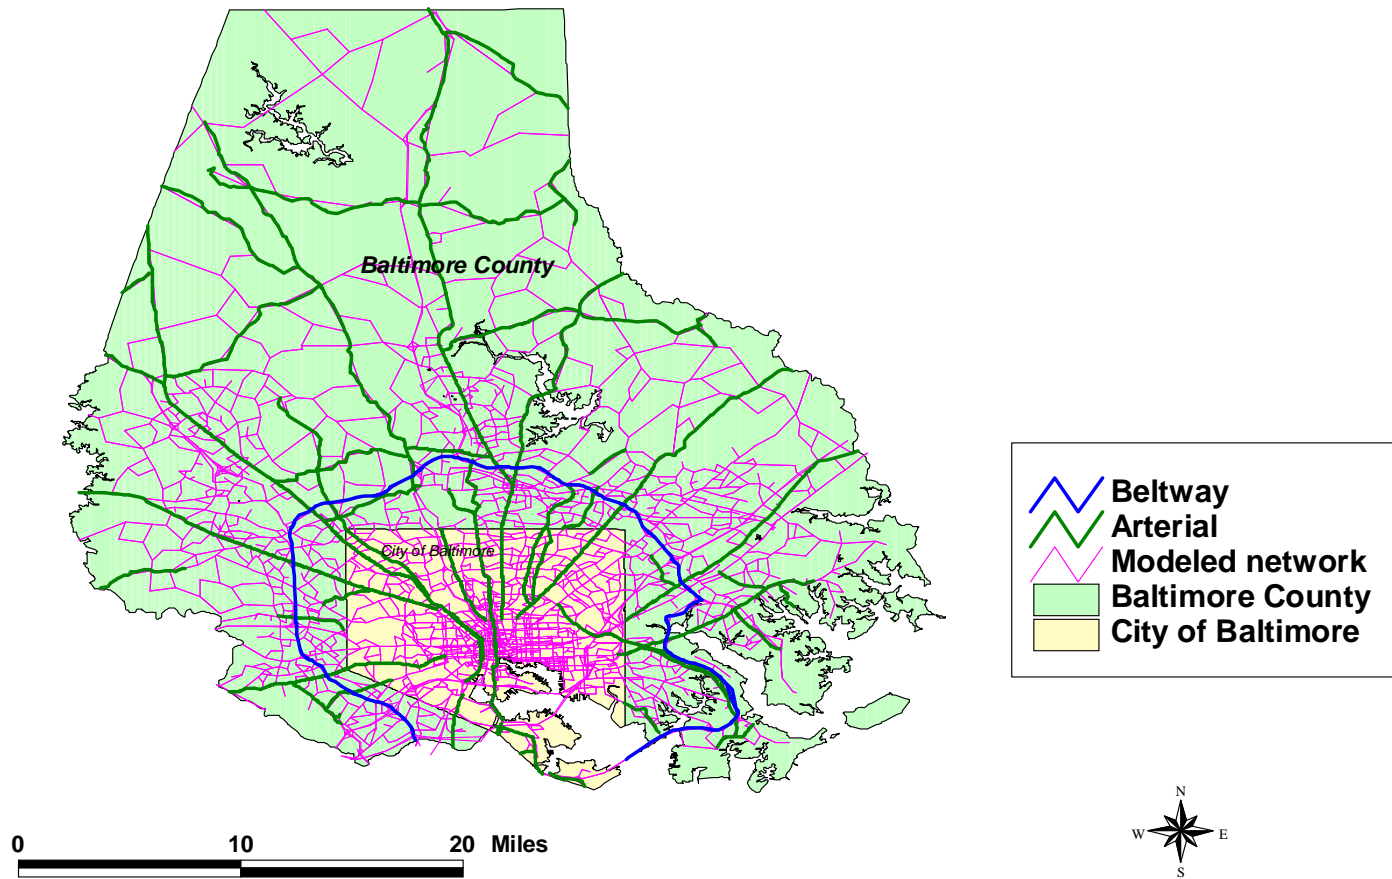 Baltimore County
City of Baltimore
Beltway
Arterial
Modeled network
Baltimore County
City of Baltimore
N
W E
S
0 10 20 Miles